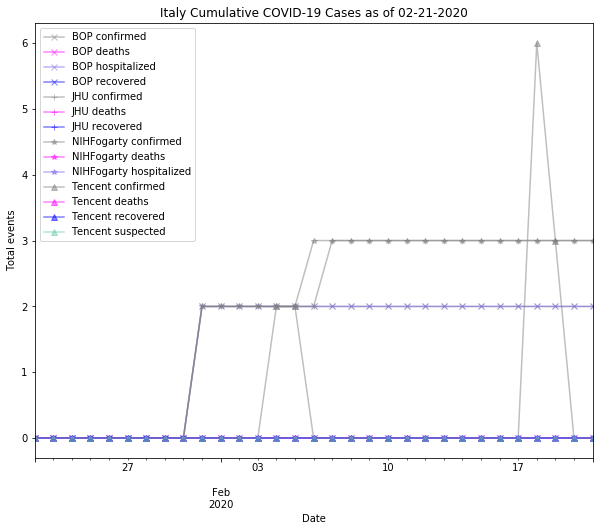 Italy Cumulative COVID-19 Cases as of 02-21-2020
BOP confirmed
BOP deaths
BOP hospitalized
BOP recovered
JHU confirmed
JHU deaths
JHU recovered
NIHFogarty confirmed
NIHFogarty deaths
NIHFogarty hospitalized
Tencent confirmed
Tencent deaths
Tencent recovered
Tencent suspected
Total events
6
5
4
3
2
1
0
27
03
10
17
Feb
2020
Date